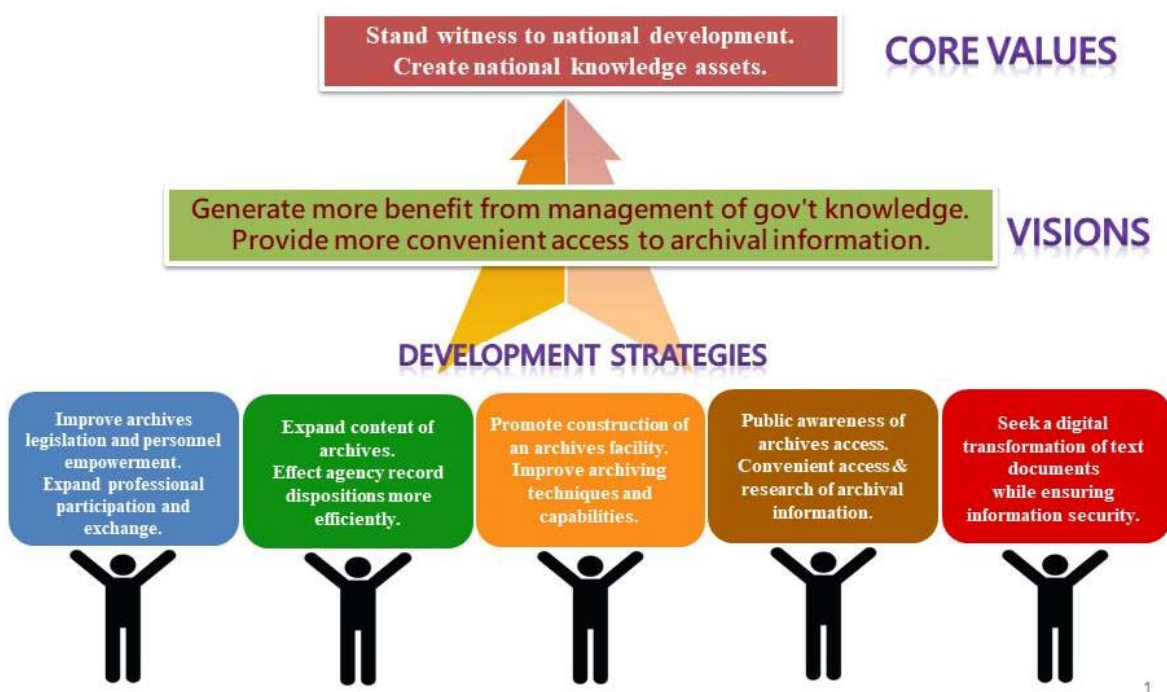 Stand witness to national development.
Create national knowledge assets.
CORE VALUES
Generate more benefit from management of gov't knowledge.
Provide more convenient access to archival information.
VISIONS
DEVELOPMENT STRATEGIES
Improve archives
legislation and personnel
empowerment.
Expand professional
participation and
exchange.
Expand content of
archives.
Effect agency record
dispositions more
efficiently.
Promote construction of
an archives facility.
Improve archiving
techniques and
capabilities.
Public awareness of
archives access.
Convenient access &
research of archival
information.
Seek a digital
transformation of text
documents
while ensuring
information security.
1